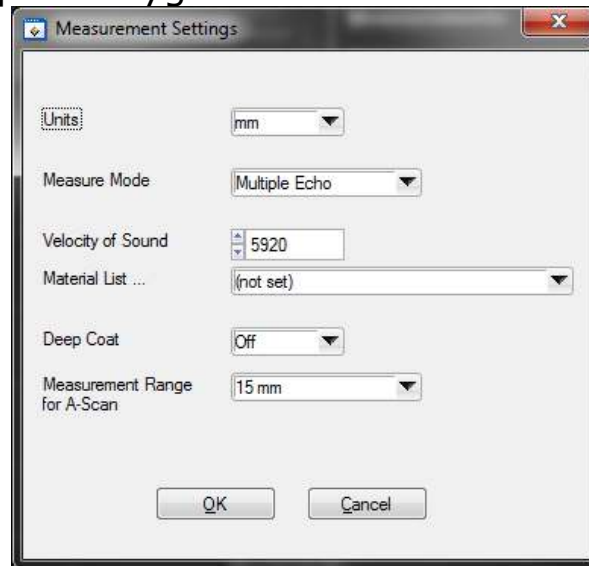 Measurement Settings
Units
mm
Measure Mode
Multiple Echo
Velocity of Sound
5920
Material List ...
(not set)
Deep Coat
Off
Measurement Range
for A-Scan
15 mm
OK
Cancel